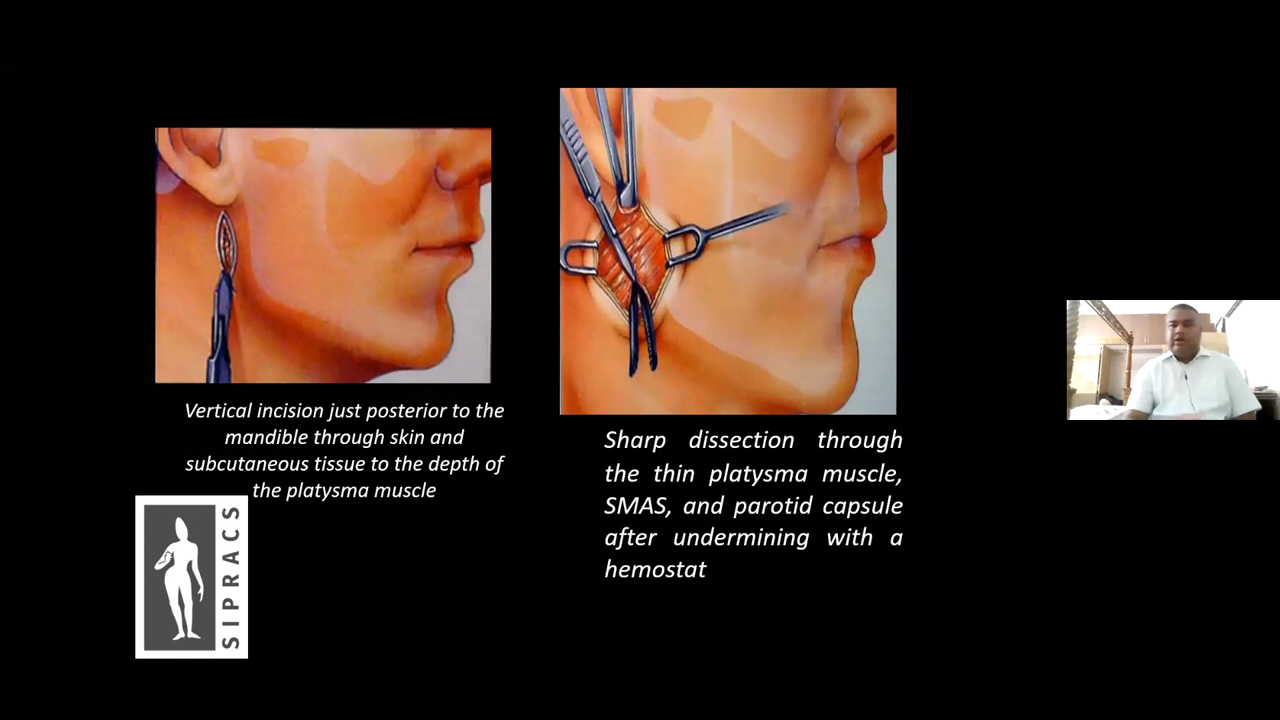 Vertical incision just posterior to the
mandible through skin and
subcutaneous tissue to the depth of
the platysma muscle
Sharp dissection through
the thin platysma muscle,
SMAS, and parotid capsule
after undermining with a
hemostat
SIPRACS